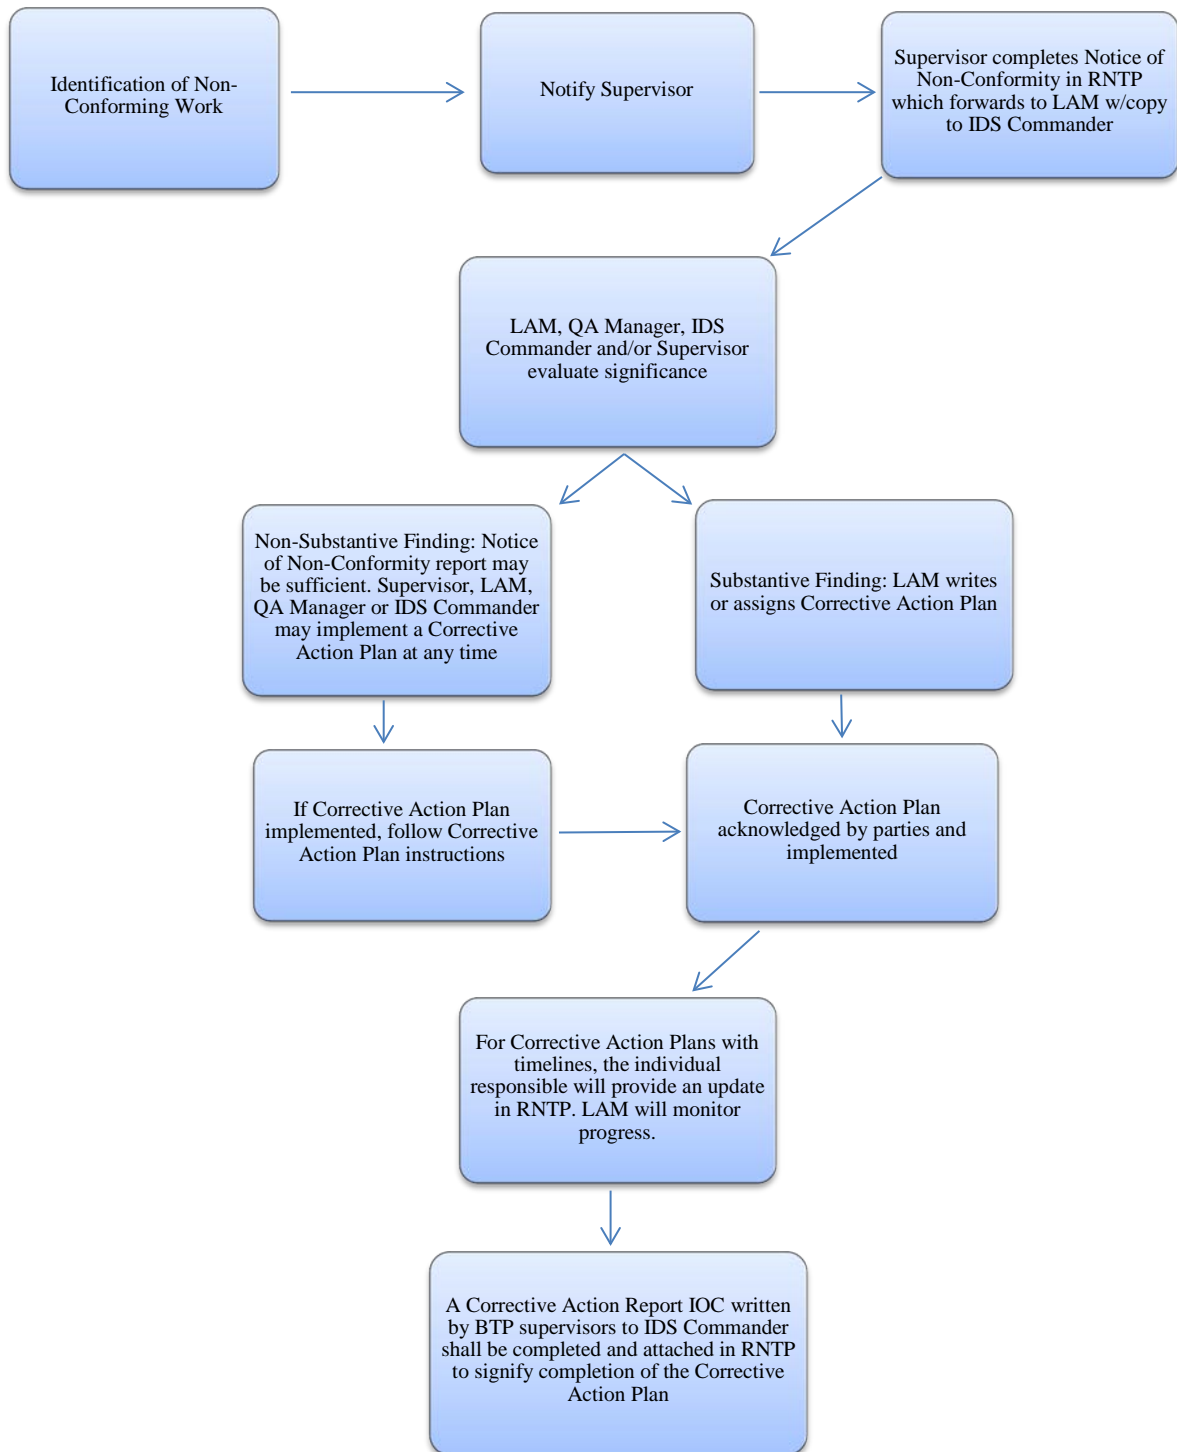 Identification of Non-
Conforming Work
Notify Supervisor
Supervisor completes Notice of
Non-Conformity in RNTP
which forwards to LAM w/copy
to IDS Commander
LAM, QA Manager, IDS
Commander and/or Supervisor
evaluate significance
Non-Substantive Finding: Notice
of Non-Conformity report may
be sufficient. Supervisor, LAM,
QA Manager or IDS Commander
may implement a Corrective
Action Plan at any time
Substantive Finding: LAM writes
or assigns Corrective Action Plan
If Corrective Action Plan
implemented, follow Corrective
Action Plan instructions
Corrective Action Plan
acknowledged by parties and
implemented
For Corrective Action Plans with
timelines, the individual
responsible will provide an update
in RNTP. LAM will monitor
progress.
A Corrective Action Report IOC written
by BTP supervisors to IDS Commander
shall be completed and attached in RNTP
to signify completion of the Corrective
Action Plan